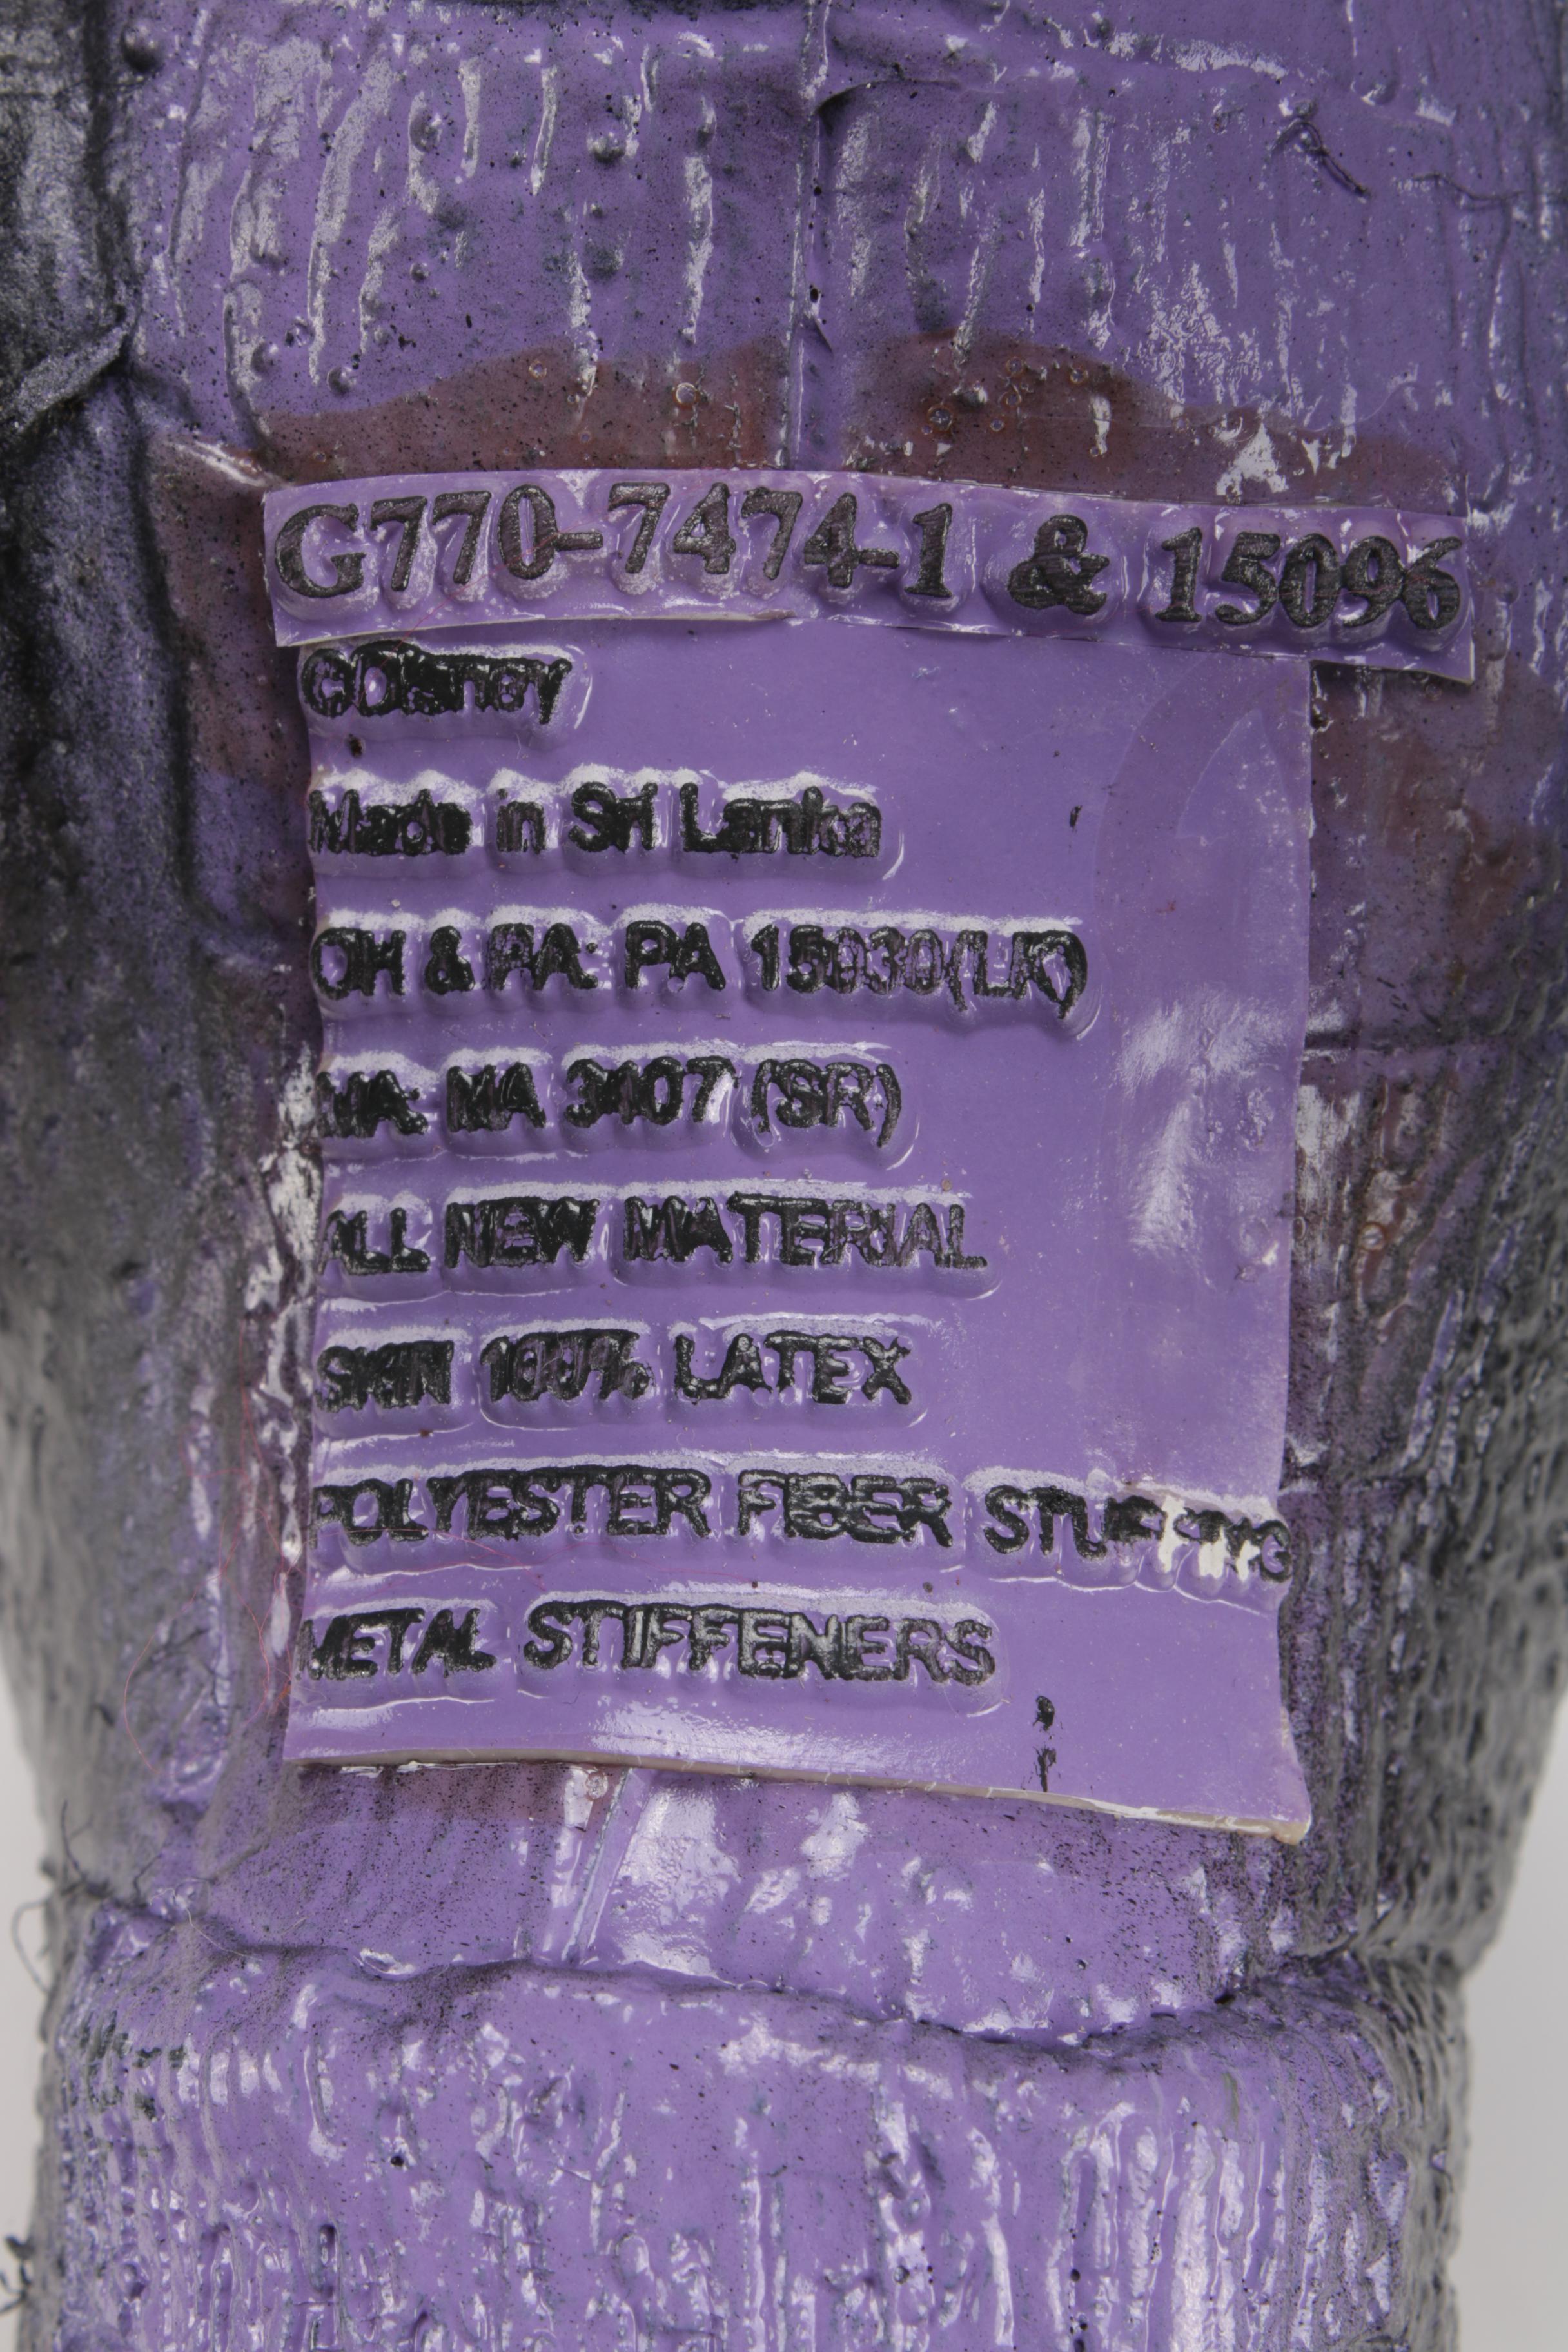 G770-7474-1 & 15096
©Disney
Made in Sri Lanka
OH & PA: PA 15030(LK)
MA: MA 3407 (SR)
ALL NEW MATERIAL
SKIN 100% LATEX
POLYESTER FIBER STUFFING
METAL STIFFENERS